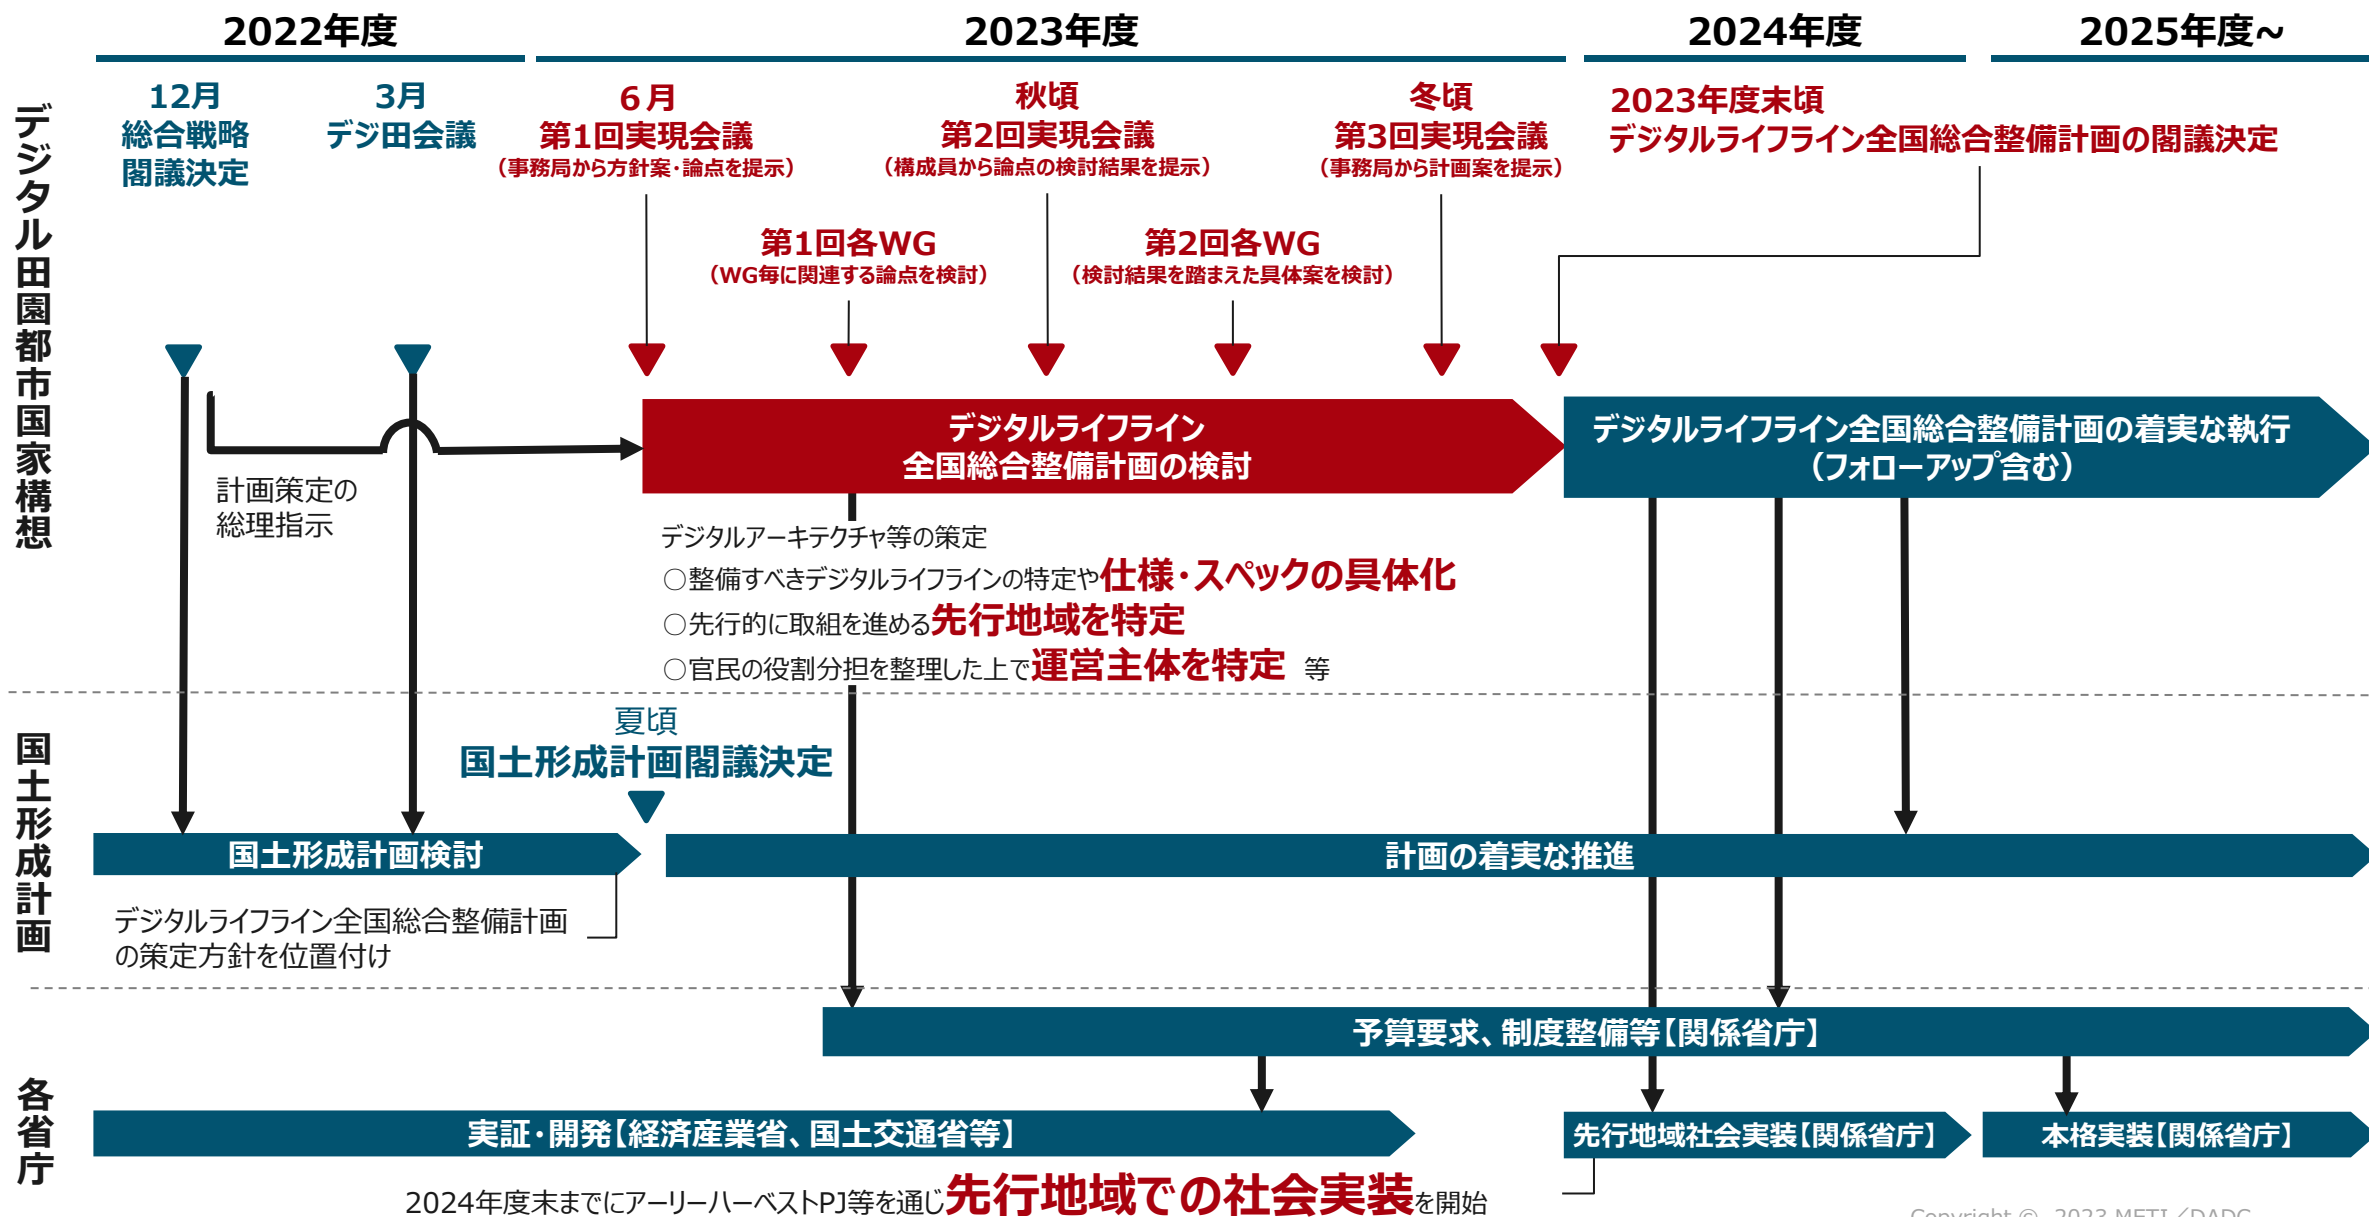 2022年度
2023年度
2024年度
2025年度~
デジタル田園都市国家構想
12月
総合戦略
閣議決定
3月
デジ田会議
６月
第1回実現会議
（事務局から方針案・論点を提示）
秋頃
第2回実現会議
（構成員から論点の検討結果を提示）
冬頃
第3回実現会議
（事務局から計画案を提示）
2023年度末頃
デジタルライフライン全国総合整備計画の閣議決定
第1回各WG
（WG毎に関連する論点を検討）
第2回各WG
（検討結果を踏まえた具体案を検討）
デジタルライフライン
全国総合整備計画の検討
デジタルライフライン全国総合整備計画の着実な執行
（フォローアップ含む）
計画策定の
総理指示
デジタルアーキテクチャ等の策定
○整備すべきデジタルライフラインの特定や仕様・スペックの具体化
○先行的に取組を進める先行地域を特定
○官民の役割分担を整理した上で運営主体を特定 等
国土形成計画
夏頃
国土形成計画閣議決定
国土形成計画検討
計画の着実な推進
デジタルライフライン全国総合整備計画
の策定方針を位置付け
各省庁
予算要求、制度整備等【関係省庁】
実証・開発【経済産業省、国土交通省等】
先行地域社会実装【関係省庁】
本格実装【関係省庁】
2024年度末までにアーリーハーベストPJ等を通じ先行地域での社会実装を開始
Copyright © 2023 METI／DADC